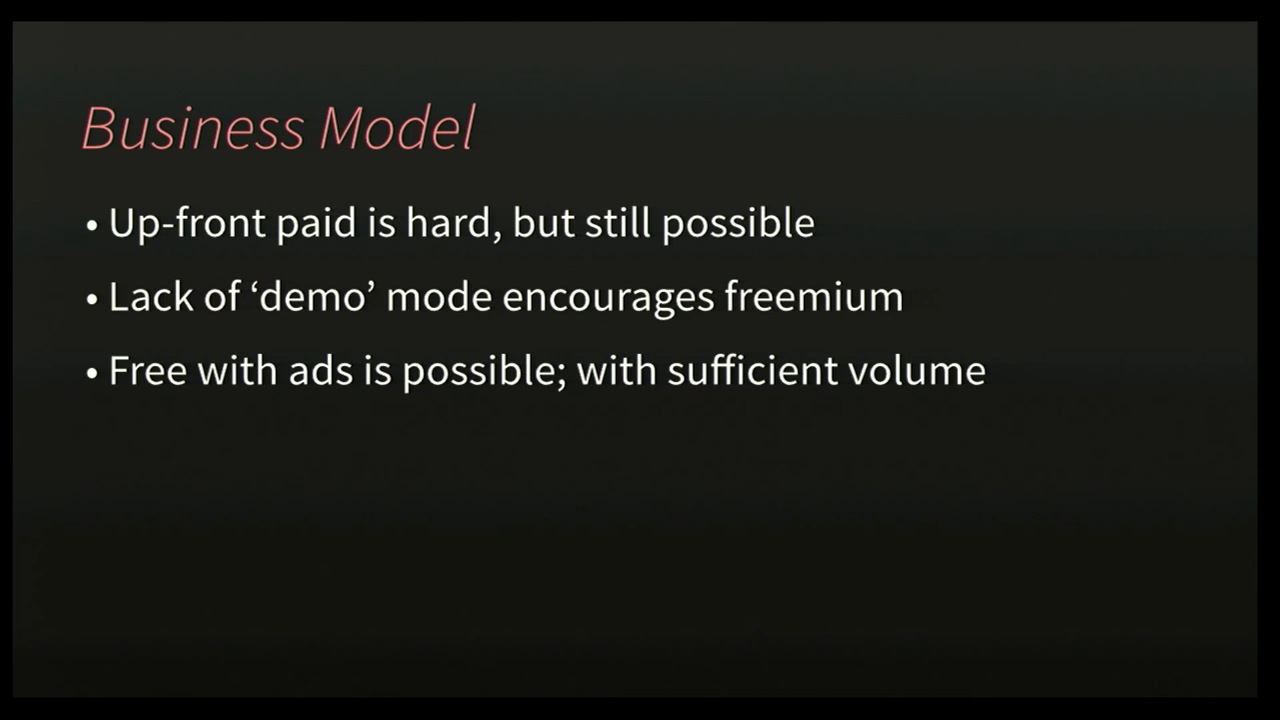 Business Model
• Up-front paid is hard, but still possible
• Lack of ‘demo’ mode encourages freemium
• Free with ads is possible; with sufficient volume